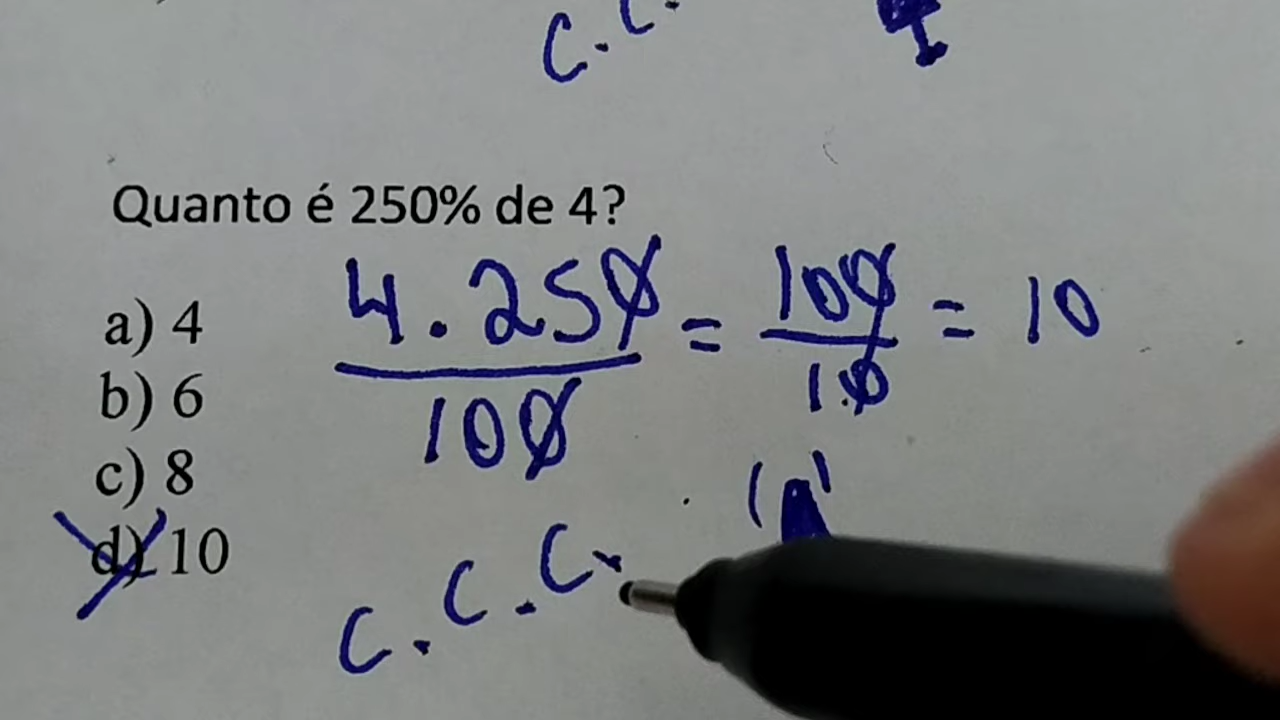 C.C.
Quanto é 250% de 4?
4.250/100 = 100/10 = 10
a) 4
b) 6
c) 8
d) 10
C.C.C.